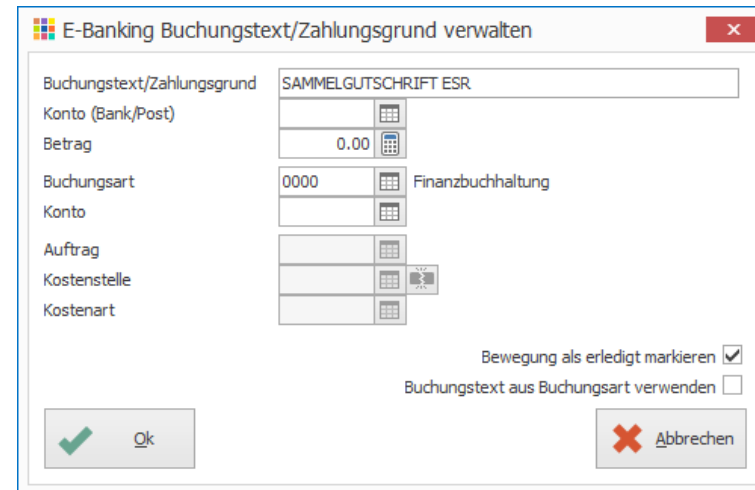 E-Banking Buchungstext/Zahlungsgrund verwalten
Buchungstext/Zahlungsgrund SAMMELGUTSCHRIFT ESR
Konto (Bank/Post)
Betrag 0.00
Buchungsart 0000 Finanzbuchhaltung
Konto
Auftrag
Kostenstelle
Kostenart
Bewegung als erledigt markieren
Buchungstext aus Buchungsart verwenden
Ok Abbrechen